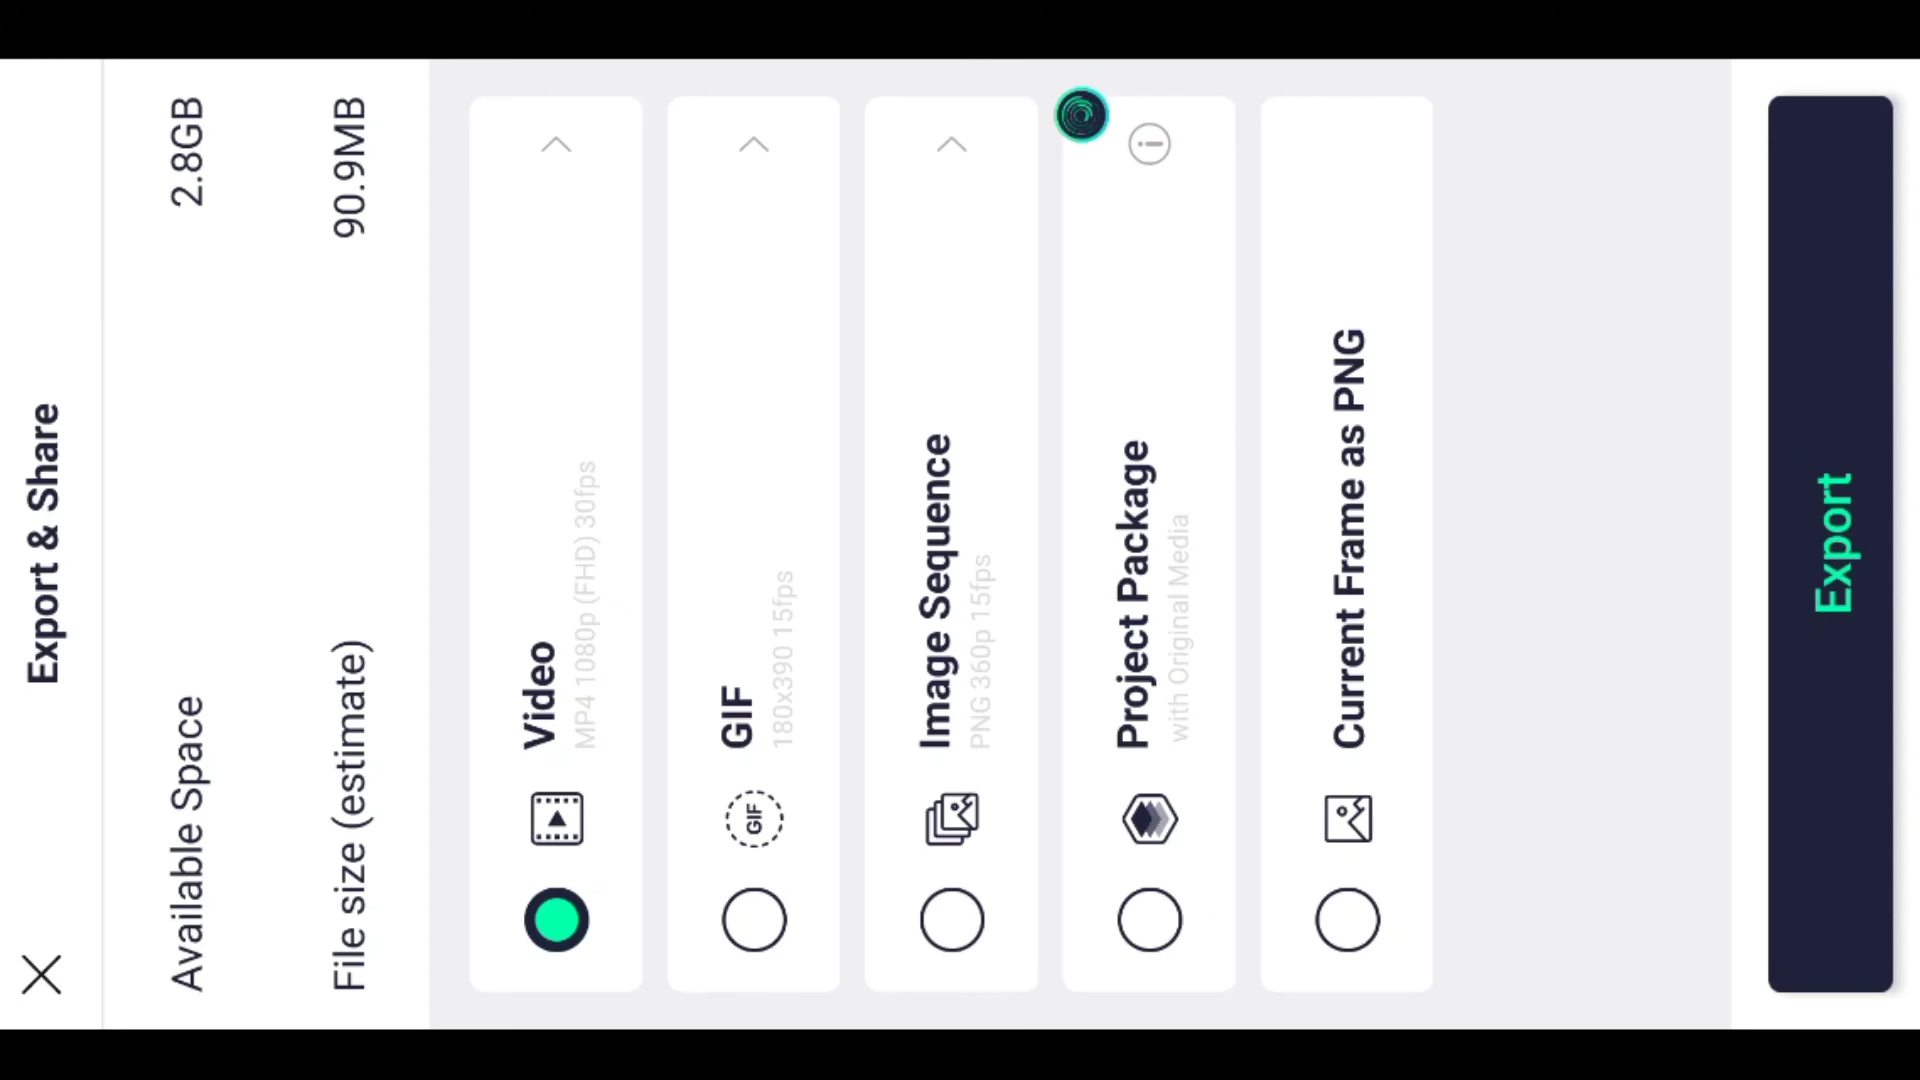 Export & Share
Available Space 2.8GB
File size (estimate) 90.9MB
Video
MP4 1080p (FHD) 30fps
GIF
GIF
180x390 15fps
Image Sequence
PNG 360p 15fps
Project Package
with Original Media
Current Frame as PNG
Export